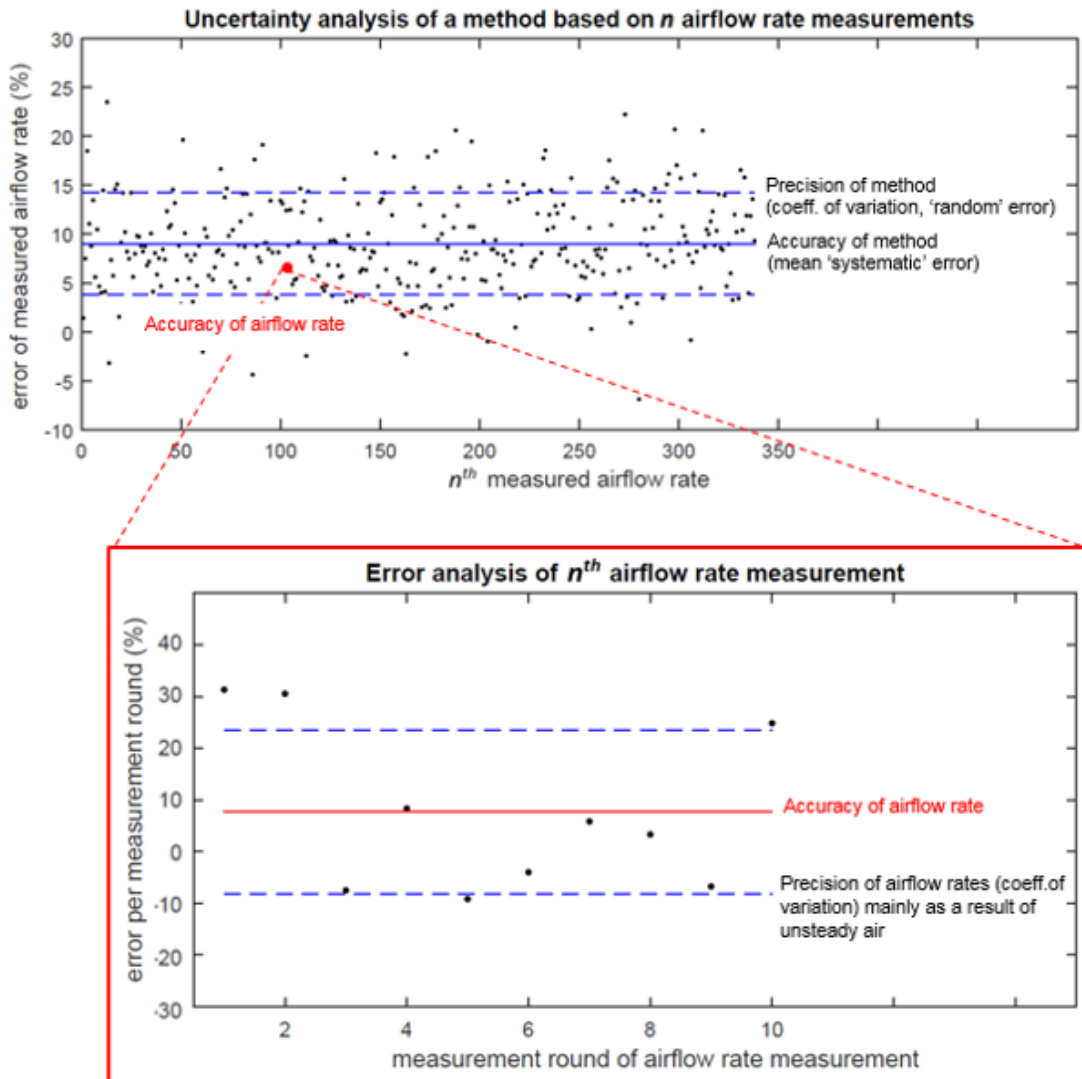 Uncertainty analysis of a method based on n airflow rate measurements
error of measured airflow rate (%)
30
25
20
15
10
5
0
-5
-10
Precision of method
(coeff. of variation, ‘random’ error)
Accuracy of method
(mean ‘systematic’ error)
Accuracy of airflow rate
0 50 100 150 200 250 300 350
nth measured airflow rate
Error analysis of nth airflow rate measurement
error per measurement round (%)
40
30
20
10
0
-10
-20
-30
Accuracy of airflow rate
Precision of airflow rates (coeff.of
variation) mainly as a result of
unsteady air
2 4 6 8 10
measurement round of airflow rate measurement